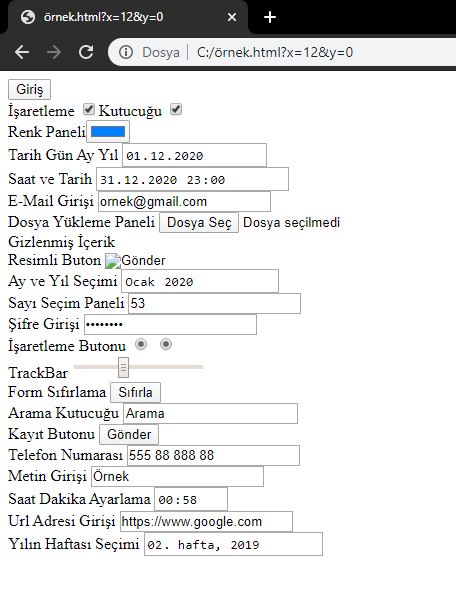 örnek.html?x=12&y=0
Dosya | C:/örnek.html?x=12&y=0
Giriş
İşaretleme Kutucuğu
Renk Paneli
Tarih Gün Ay Yıl 01.12.2020
Saat ve Tarih 31.12.2020 23:00
E-Mail Girişi ornek@gmail.com
Dosya Yükleme Paneli Dosya Seç Dosya seçilmedi
Gizlenmiş İçerik
Resimli Buton Gönder
Ay ve Yıl Seçimi Ocak 2020
Sayı Seçim Paneli 53
Şifre Girişi ••••••••
İşaretleme Butonu
TrackBar
Form Sıfırlama Sıfırla
Arama Kutucuğu Arama
Kayıt Butonu Gönder
Telefon Numarası 555 88 888 88
Metin Girişi Örnek
Saat Dakika Ayarlama 00:58
Url Adresi Girişi https://www.google.com
Yılın Haftası Seçimi 02. hafta, 2019